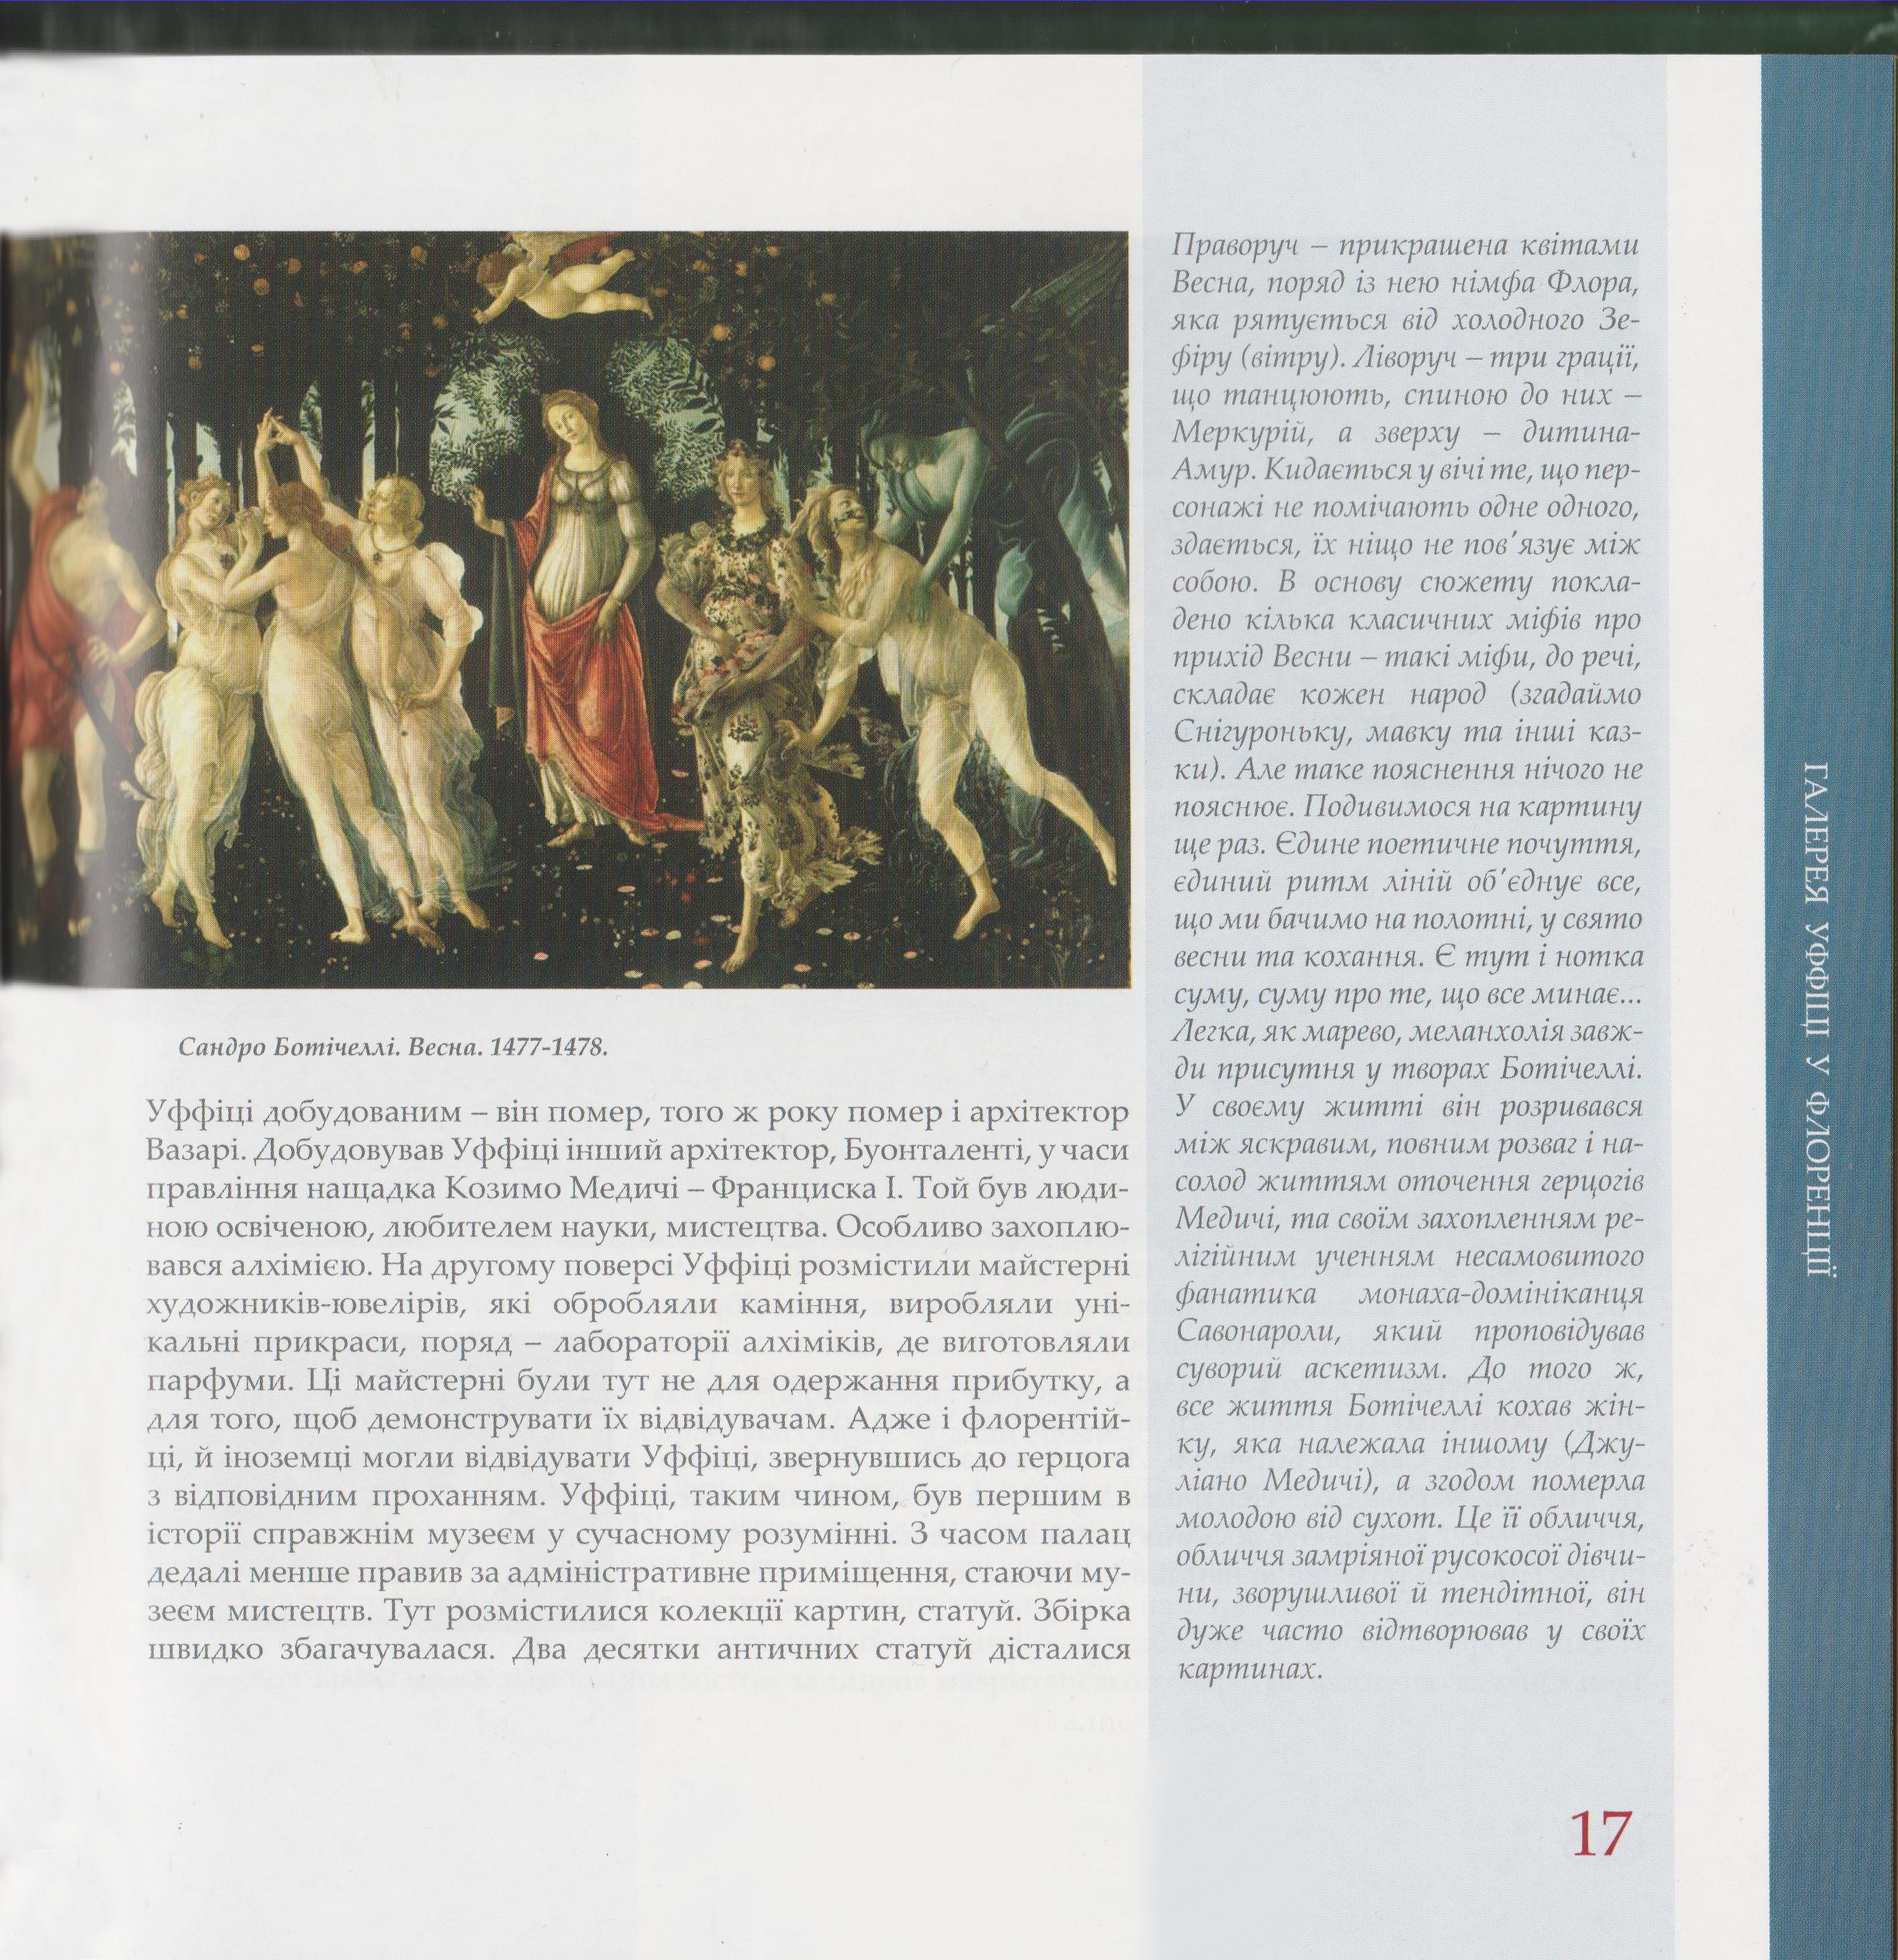 Сандро Ботічеллі. Весна. 1477-1478.
Уффіці добудованим – він помер, того ж року помер і архітектор
Вазарі. Добудовував Уффіці інший архітектор, Буонталенті, у часи
правління нащадка Козимо Медичі – Франциска I. Той був люди-
ною освіченою, любителем науки, мистецтва. Особливо захоплю-
вався алхімією. На другому поверсі Уффіці розмістили майстерні
художників-ювелірів, які обробляли каміння, виробляли уні-
кальні прикраси, поряд – лабораторії алхіміків, де виготовляли
парфуми. Ці майстерні були тут не для одержання прибутку, а
для того, щоб демонструвати їх відвідувачам. Адже і флорентій-
ці, й іноземці могли відвідувати Уффіці, звернувшись до герцога
з відповідним проханням. Уффіці, таким чином, був першим в
історії справжнім музеєм у сучасному розумінні. З часом палац
дедалі менше правив за адміністративне приміщення, стаючи му-
зеєм мистецтв. Тут розмістилися колекції картин, статуй. Збірка
швидко збагачувалася. Два десятки античних статуй дісталися
Праворуч – прикрашена квітами
Весна, поряд із нею німфа Флора,
яка рятується від холодного Зе-
фіру (вітру). Ліворуч – три грації,
що танцюють, спиною до них –
Меркурій, а зверху – дитина-
Амур. Кидається у вічі те, що пер-
сонажі не помічають одне одного,
здається, їх ніщо не пов'язує між
собою. В основу сюжету покла-
дено кілька класичних міфів про
прихід Весни – такі міфи, до речі,
складає кожен народ (згадаймо
Снігуроньку, мавку та інші каз-
ки). Але таке пояснення нічого не
пояснює. Подивимося на картину
ще раз. Єдине поетичне почуття,
єдиний ритм ліній об'єднує все,
що ми бачимо на полотні, у свято
весни та кохання. Є тут і нотка
суму, суму про те, що все минає...
Легка, як марево, меланхолія завж-
ди присутня у творах Ботічеллі.
У своєму житті він розривався
між яскравим, повним розваг і на-
солод життям оточення герцогів
Медичі, та своїм захопленням ре-
лігійним ученням несамовитого
фанатика монаха-домініканця
Савонароли, який проповідував
суворий аскетизм. До того ж,
все життя Ботічеллі кохав жін-
ку, яка належала іншому (Джу-
ліано Медичі), а згодом померла
молодою від сухот. Це її обличчя,
обличчя замріяної русокосої дівчи-
ни, зворушливої й тендітної, він
дуже часто відтворював у своїх
картинах.
ГАЛЕРЕЯ УФФІЦІ У ФЛОРЕНЦІЇ
17